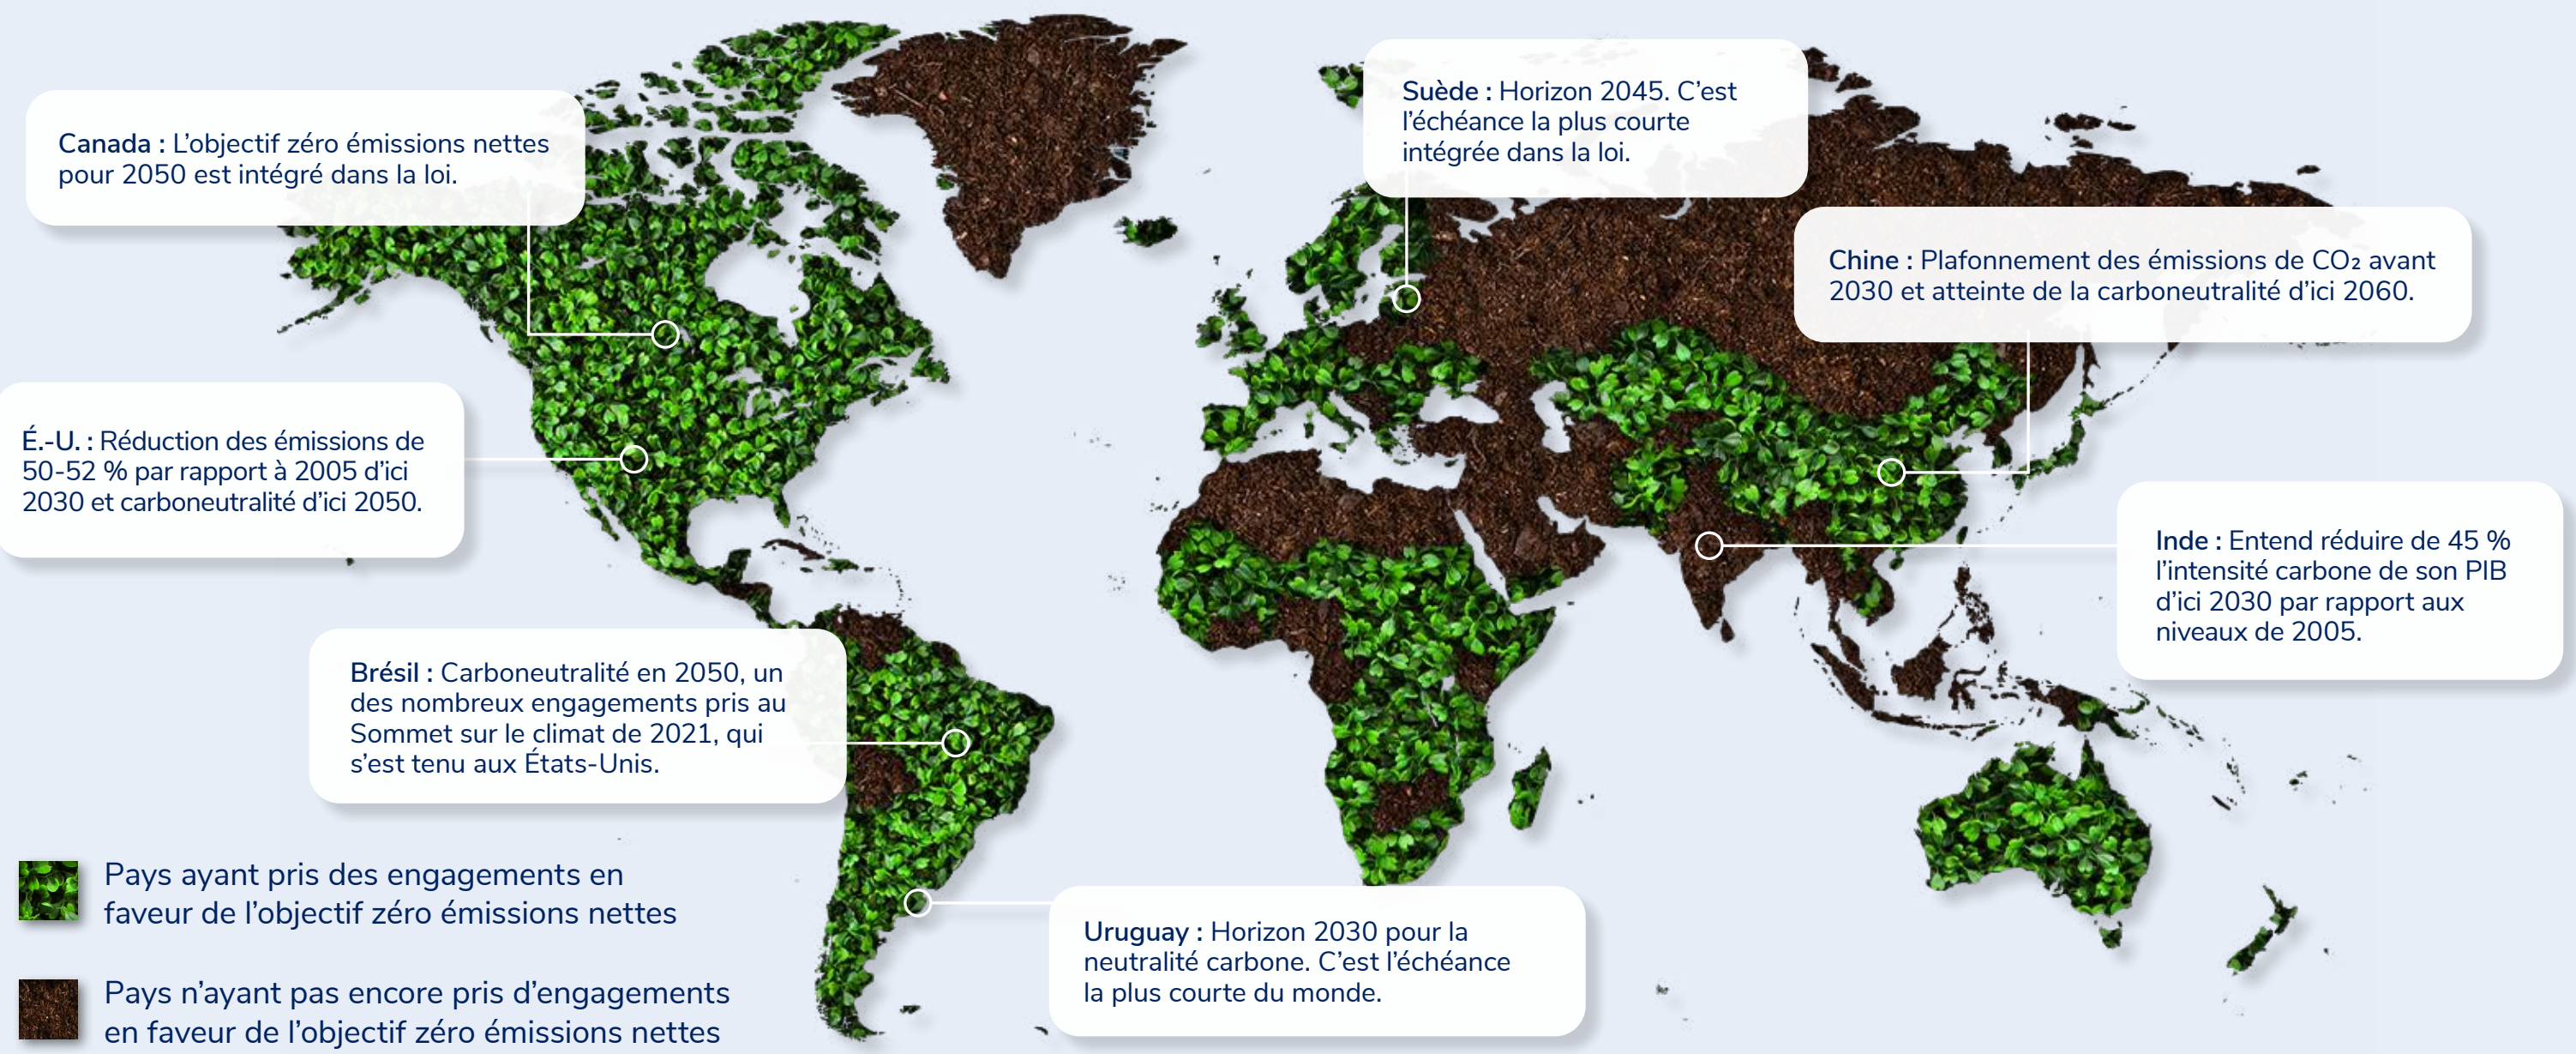 Canada : L’objectif zéro émissions nettes
pour 2050 est intégré dans la loi.
Suède : Horizon 2045. C’est
l’échéance la plus courte
intégrée dans la loi.
Chine : Plafonnement des émissions de CO₂ avant
2030 et atteinte de la carboneutralité d’ici 2060.
É.-U. : Réduction des émissions de
50-52 % par rapport à 2005 d’ici
2030 et carboneutralité d’ici 2050.
Inde : Entend réduire de 45 %
l’intensité carbone de son PIB
d’ici 2030 par rapport aux
niveaux de 2005.
Brésil : Carboneutralité en 2050, un
des nombreux engagements pris au
Sommet sur le climat de 2021, qui
s’est tenu aux États-Unis.
Uruguay : Horizon 2030 pour la
neutralité carbone. C’est l’échéance
la plus courte du monde.
Pays ayant pris des engagements en
faveur de l’objectif zéro émissions nettes
Pays n’ayant pas encore pris d’engagements
en faveur de l’objectif zéro émissions nettes